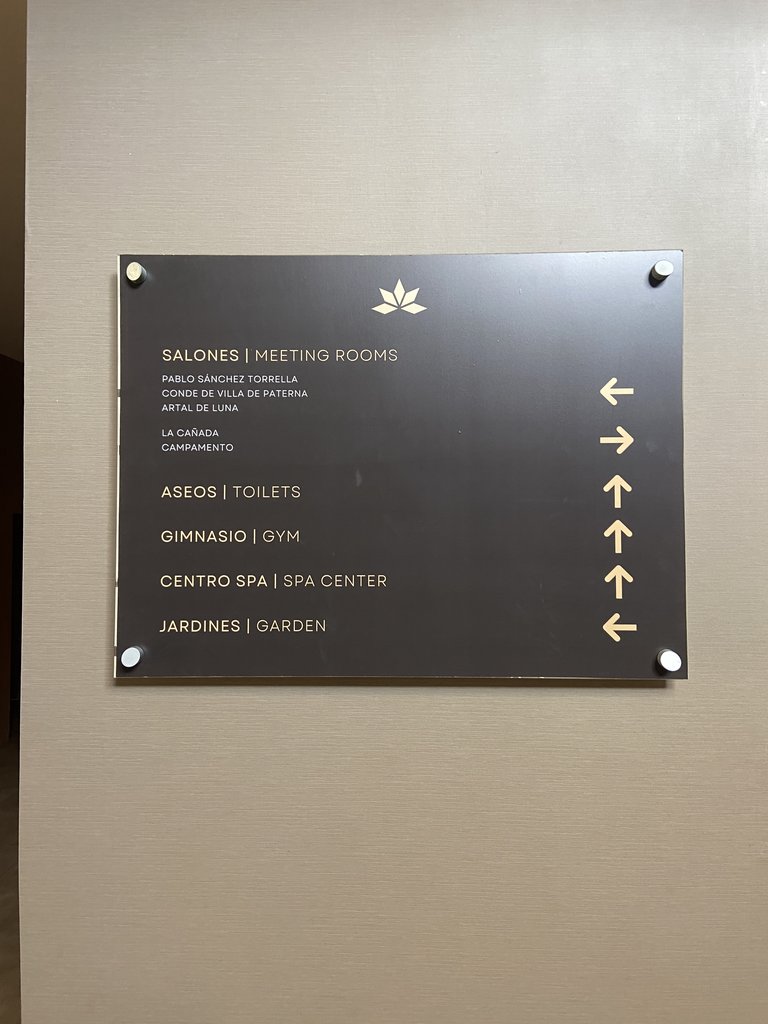 SALONES | MEETING ROOMS
PABLO SÁNCHEZ TORRELLA
CONDE DE VILLA DE PATERNA
ARTAL DE LUNA
LA CAÑADA
CAMPAMENTO
ASEOS | TOILETS
GIMNASIO | GYM
CENTRO SPA | SPA CENTER
JARDINES | GARDEN